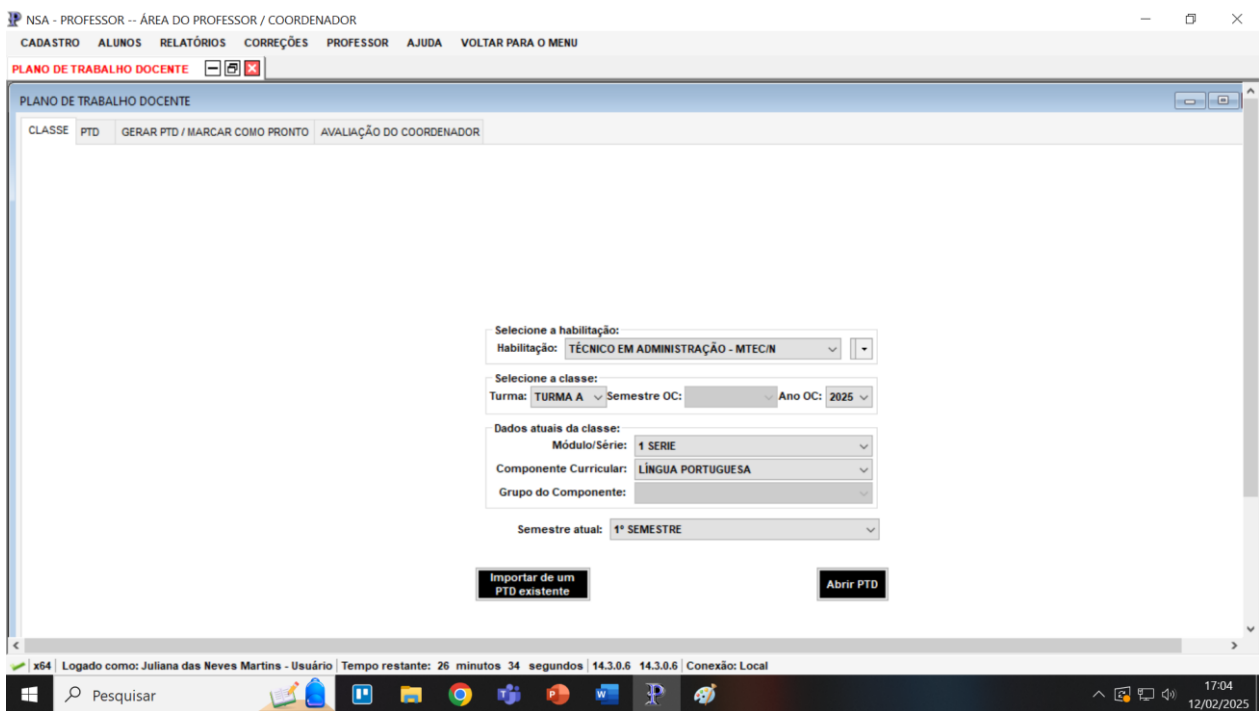 NSA - PROFESSOR -- ÁREA DO PROFESSOR / COORDENADOR
CADASTRO ALUNOS RELATÓRIOS CORREÇÕES PROFESSOR AJUDA VOLTAR PARA O MENU
PLANO DE TRABALHO DOCENTE
PLANO DE TRABALHO DOCENTE
CLASSE PTD GERAR PTD / MARCAR COMO PRONTO AVALIAÇÃO DO COORDENADOR
Selecione a habilitação:
Habilitação: TÉCNICO EM ADMINISTRAÇÃO - MTEC/N
Selecione a classe:
Turma: TURMA A Semestre OC: Ano OC: 2025
Dados atuais da classe:
Módulo/Série: 1 SERIE
Componente Curricular: LÍNGUA PORTUGUESA
Grupo do Componente:
Semestre atual: 1º SEMESTRE
Importar de um
PTD existente
Abrir PTD
x64 Logado como: Juliana das Neves Martins - Usuário Tempo restante: 26 minutos 34 segundos 14.3.0.6 14.3.0.6 Conexão: Local
Pesquisar
17:04
12/02/2025